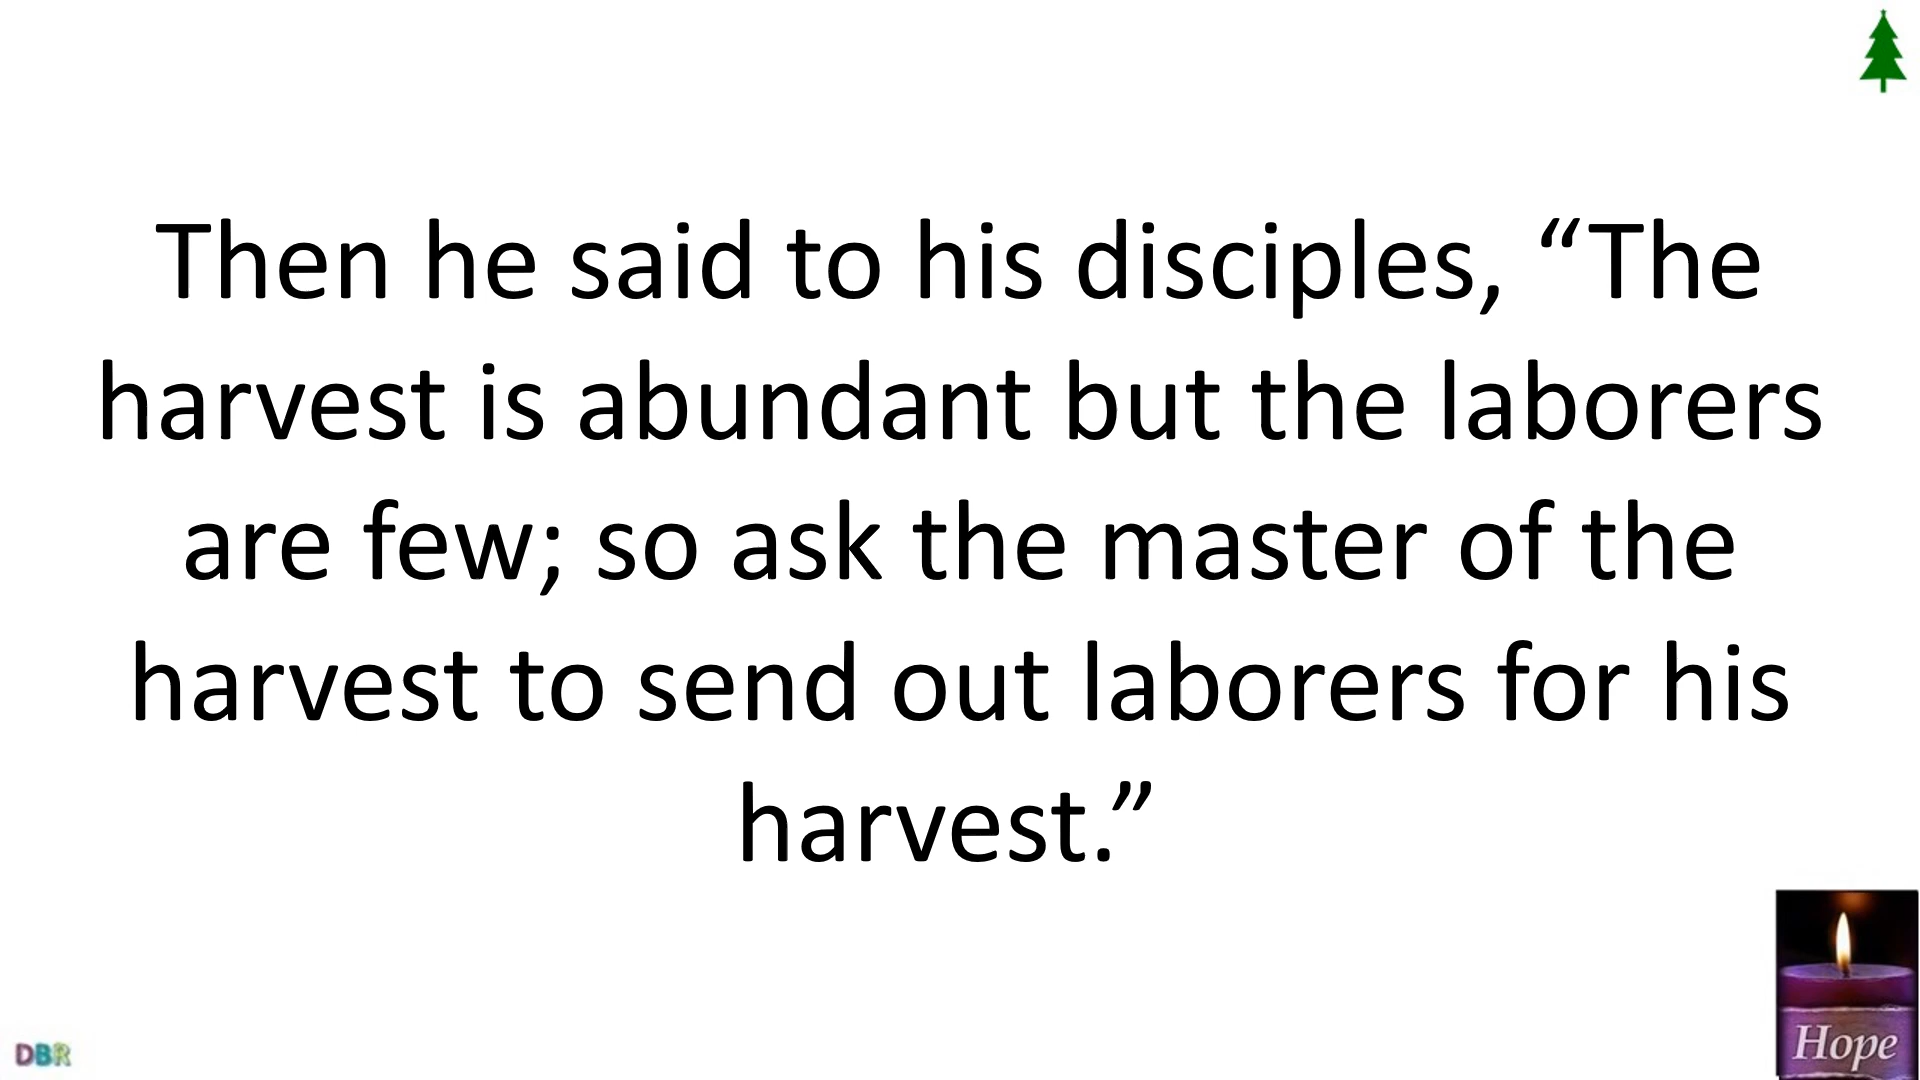 Then he said to his disciples, “The
harvest is abundant but the laborers
are few; so ask the master of the
harvest to send out laborers for his
harvest.”
Hope
DBR